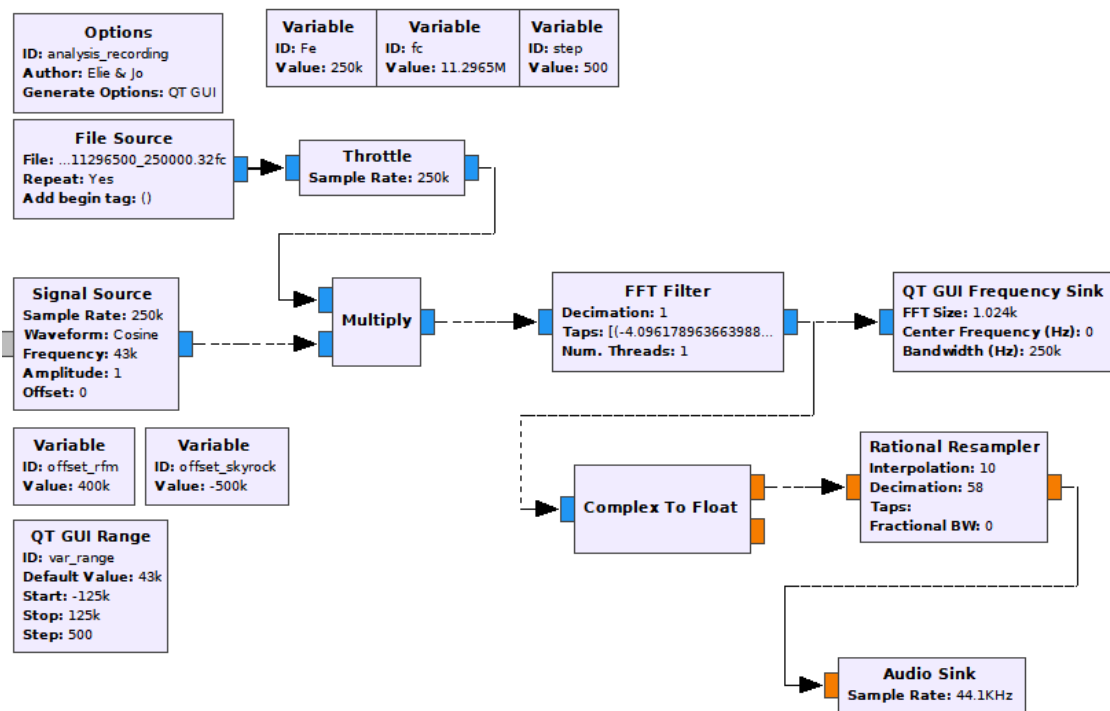 Options
ID: analysis_recording
Author: Elie & Jo
Generate Options: QT GUI
Variable
ID: Fe
Value: 250k
Variable
ID: fc
Value: 11.2965M
Variable
ID: step
Value: 500
File Source
File: ...11296500_250000.32fc
Repeat: Yes
Add begin tag: ()
Throttle
Sample Rate: 250k
Signal Source
Sample Rate: 250k
Waveform: Cosine
Frequency: 43k
Amplitude: 1
Offset: 0
Multiply
FFT Filter
Decimation: 1
Taps: [(-4.096178963663988...
Num. Threads: 1
QT GUI Frequency Sink
FFT Size: 1.024k
Center Frequency (Hz): 0
Bandwidth (Hz): 250k
Variable
ID: offset_rfm
Value: 400k
Variable
ID: offset_skyrock
Value: -500k
Complex To Float
Rational Resampler
Interpolation: 10
Decimation: 58
Taps:
Fractional BW: 0
QT GUI Range
ID: var_range
Default Value: 43k
Start: -125k
Stop: 125k
Step: 500
Audio Sink
Sample Rate: 44.1KHz